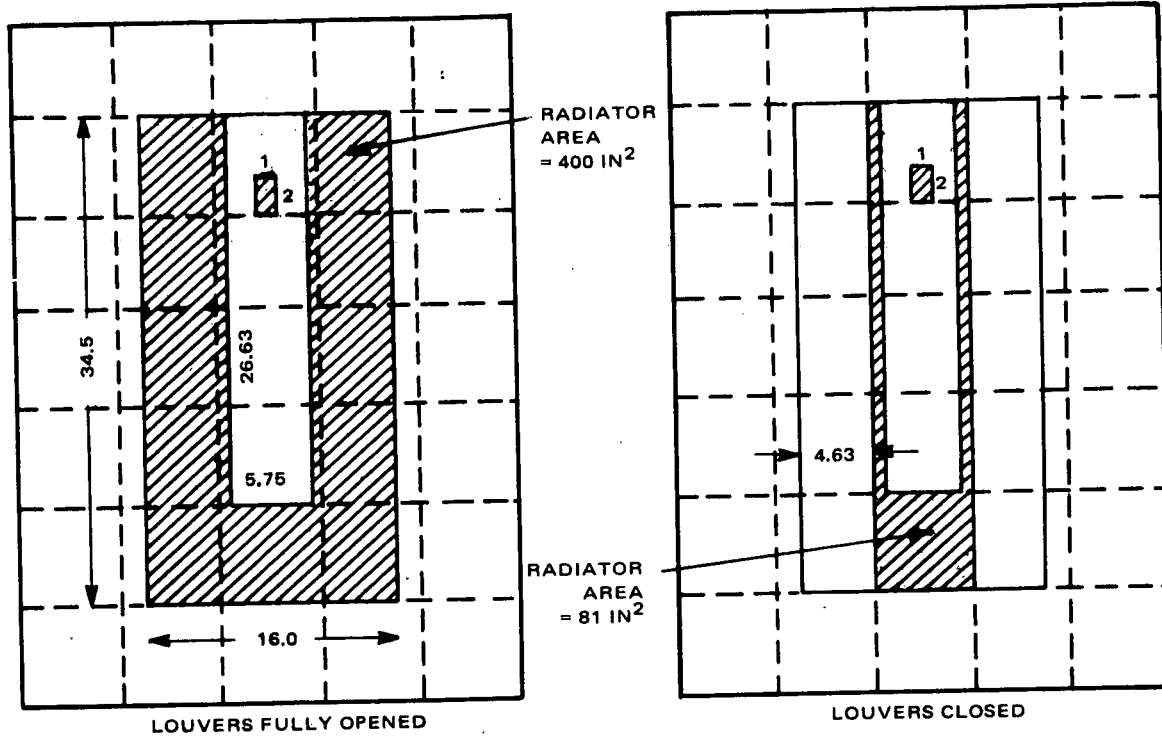 RADIATOR
AREA
= 400 IN²
1
2
34.5
26.63
5.75
16.0
LOUVERS FULLY OPENED
1
2
4.63
RADIATOR
AREA
= 81 IN²
LOUVERS CLOSED